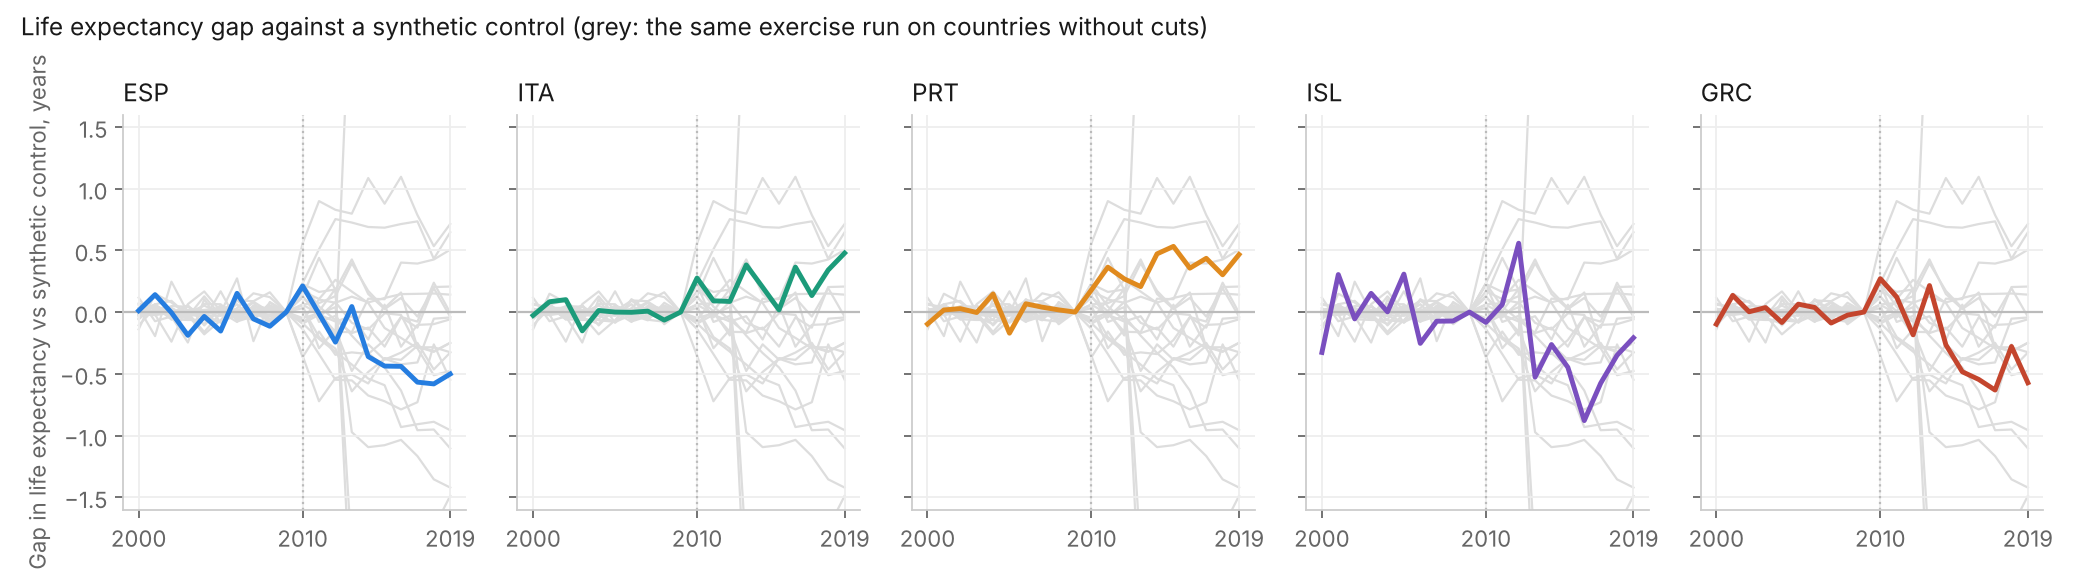 Life expectancy gap against a synthetic control (grey: the same exercise run on countries without cuts)
Gap in life expectancy vs synthetic control, years
ESP
ITA
PRT
ISL
GRC
1.5
1.0
0.5
0.0
−0.5
−1.0
−1.5
2000 2010 2019
2000 2010 2019
2000 2010 2019
2000 2010 2019
2000 2010 2019